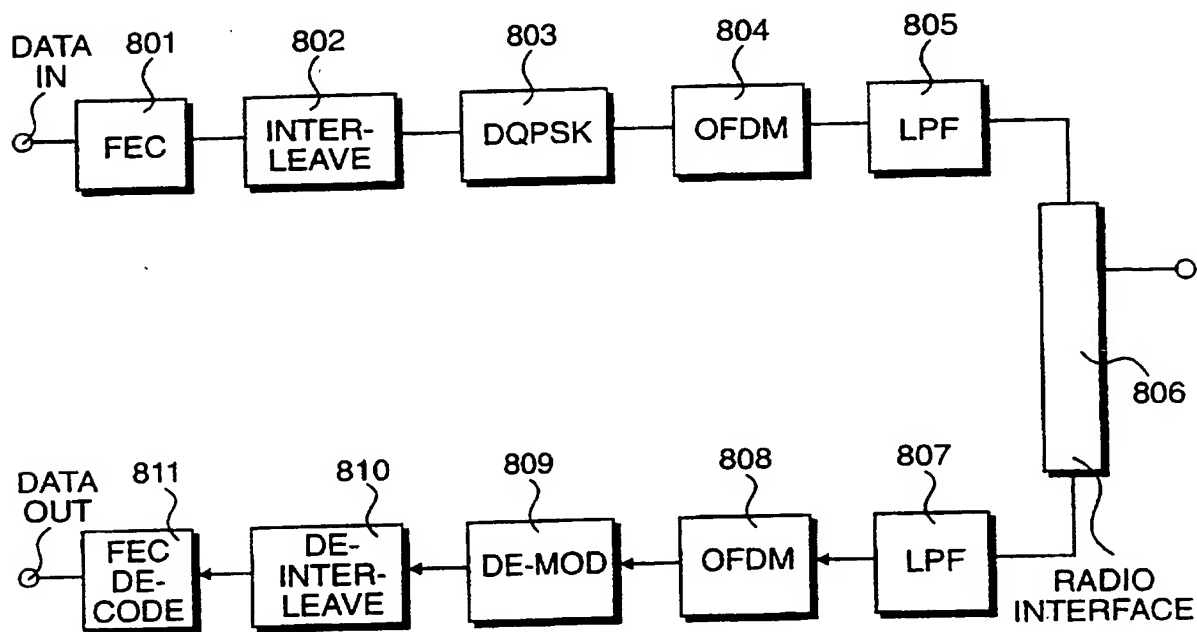 DATA
IN
801
802
803
804
805
FEC
INTER-
LEAVE
DQPSK
OFDM
LPF
806
DATA
OUT
811
810
809
808
807
FEC
DE-
CODE
DE-
INTER-
LEAVE
DE-MOD
OFDM
LPF
RADIO
INTERFACE